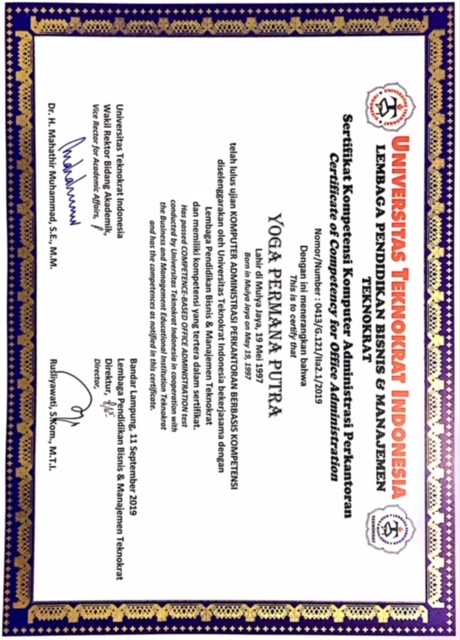 UNIVERSITAS TEKNOKRAT INDONESIA
LEMBAGA PENDIDIKAN BISNIS & MANAJEMEN
TEKNOKRAT
Sertifikat Kompetensi Komputer Administrasi Perkantoran
Certificate of Competency for Office Administration
Nomor/Number : 0413/G.121/IIa2.1/2019
Dengan ini menerangkan bahwa
This is to certify that
YOGA PERMANA PUTRA
Lahir di Mulya Jaya, 19 Mei 1997
Born in Mulya Jaya on May 19, 1997
telah lulus ujian KOMPUTER ADMINISTRASI PERKANTORAN BERBASIS KOMPETENSI
diselenggarakan oleh Universitas Teknokrat Indonesia bekerjasama dengan
Lembaga Pendidikan Bisnis & Manajemen Teknokrat
dan memiliki kompetensi yang tertera dalam sertifikat.
Has passed COMPETENCE-BASED OFFICE ADMINISTRATION test
conducted by Universitas Teknokrat Indonesia in cooperation with
the Business and Management Educational Institution Teknokrat
and has the competences as notified in this certificate.
Universitas Teknokrat Indonesia
Wakil Rektor Bidang Akademik,
Vice Rector for Academic Affairs,
Dr. H. Mahathir Muhammad, S.E., M.M.
Bandar Lampung, 11 September 2019
Lembaga Pendidikan Bisnis & Manajemen Teknokrat
Direktur,
Director,
Rusliyawati, S.Kom., M.T.I.